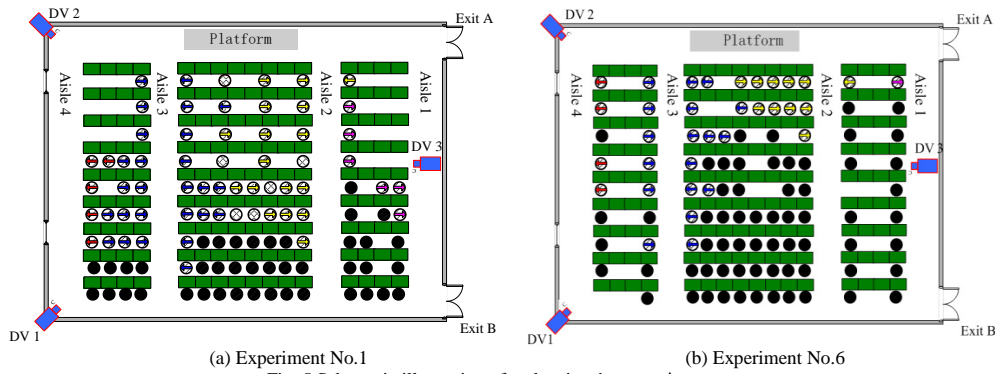 DV 2
Exit A
Platform
Aisle 4
Aisle 3
Aisle 2
Aisle 1
DV 3
DV 1
Exit B
(a) Experiment No.1
DV 2
Exit A
Platform
Aisle 4
Aisle 3
Aisle 2
Aisle 1
DV 3
DV1
Exit B
(b) Experiment No.6